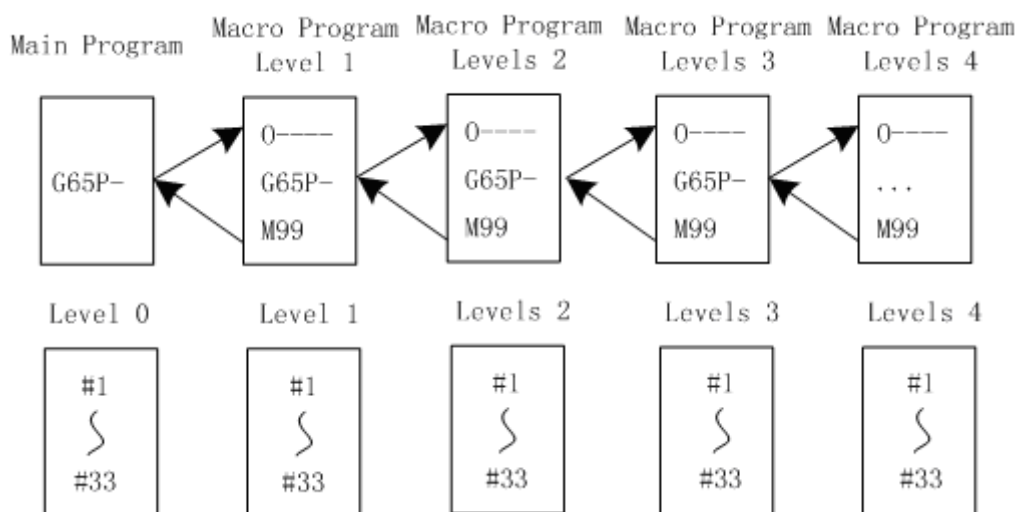 Main Program
Macro Program
Level 1
Macro Program
Levels 2
Macro Program
Levels 3
Macro Program
Levels 4
G65P-
O----
G65P-
M99
O----
G65P-
M99
O----
G65P-
M99
O----
...
M99
Level 0
Level 1
Levels 2
Levels 3
Levels 4
#1
#33
#1
#33
#1
#33
#1
#33
#1
#33